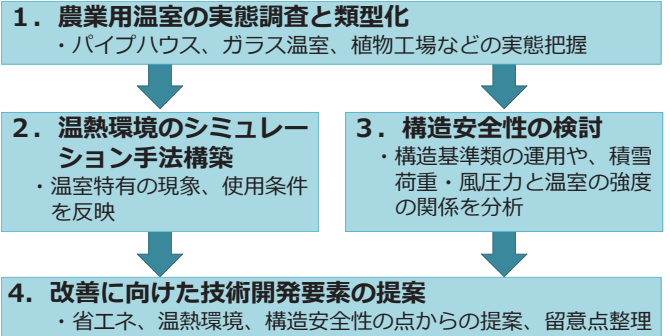 １．農業用温室の実態調査と類型化
・パイプハウス、ガラス温室、植物工場などの実態把握
２．温熱環境のシミュレー
ション手法構築
・温室特有の現象、使用条件
を反映
３．構造安全性の検討
・構造基準類の運用や、積雪
荷重・風圧力と温室の強度
の関係を分析
４．改善に向けた技術開発要素の提案
・省エネ、温熱環境、構造安全性の点からの提案、留意点整理